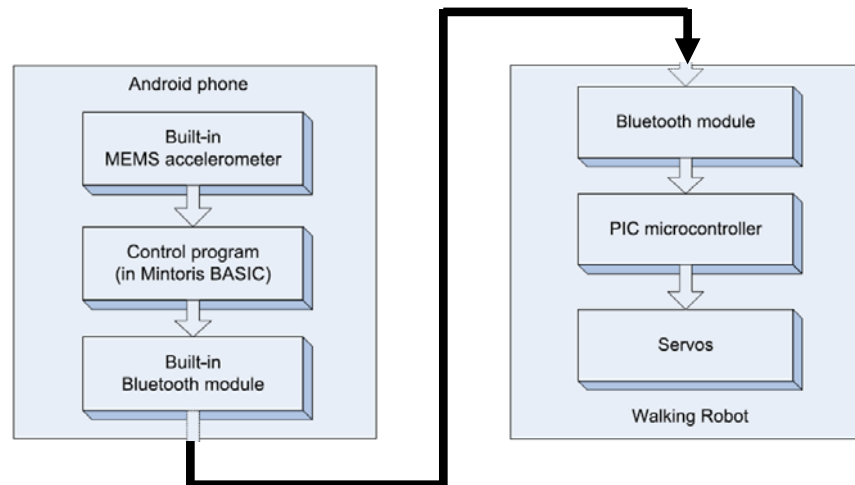 Android phone
Built-in
MEMS accelerometer
Control program
(in Mintoris BASIC)
Built-in
Bluetooth module
Bluetooth module
PIC microcontroller
Servos
Walking Robot